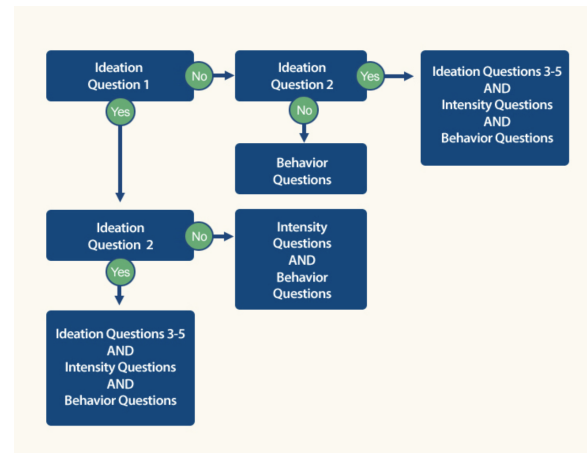 Ideation
Question 1
No
Ideation
Question 2
Yes
Ideation Questions 3-5
AND
Intensity Questions
AND
Behavior Questions
Yes
No
Behavior
Questions
Ideation
Question 2
No
Intensity
Questions
AND
Behavior
Questions
Yes
Ideation Questions 3-5
AND
Intensity Questions
AND
Behavior Questions